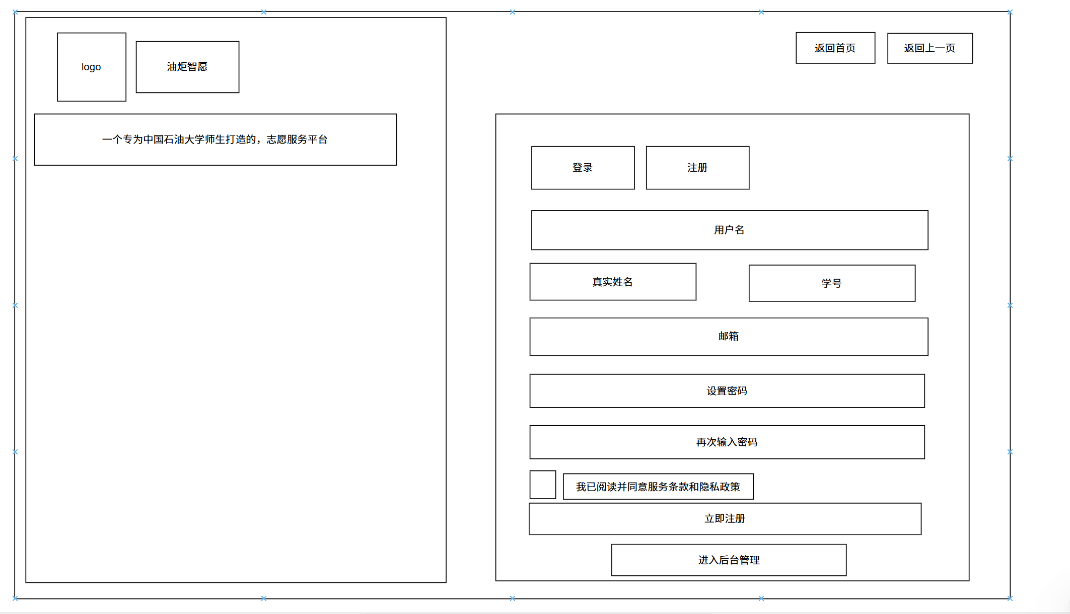 logo
油炬智愿
一个专为中国石油大学师生打造的，志愿服务平台
返回首页
返回上一页
登录
注册
用户名
真实姓名
学号
邮箱
设置密码
再次输入密码
我已阅读并同意服务条款和隐私政策
立即注册
进入后台管理